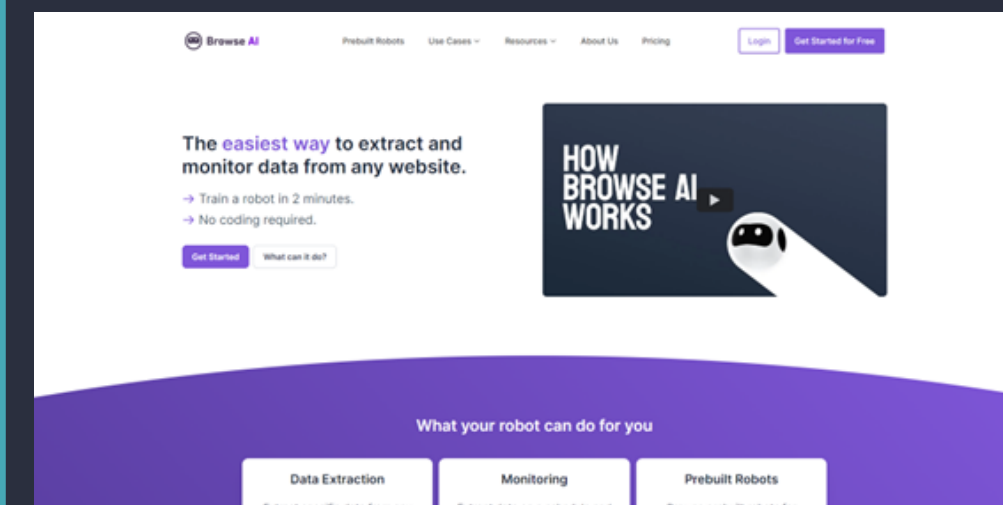 Browse AI
Prebuilt Robots Use Cases Resources About Us Pricing
Login Get Started for Free
The easiest way to extract and
monitor data from any website.
→ Train a robot in 2 minutes.
→ No coding required.
Get Started What can it do?
HOW
BROWSE AI
WORKS
What your robot can do for you
Data Extraction Monitoring Prebuilt Robots